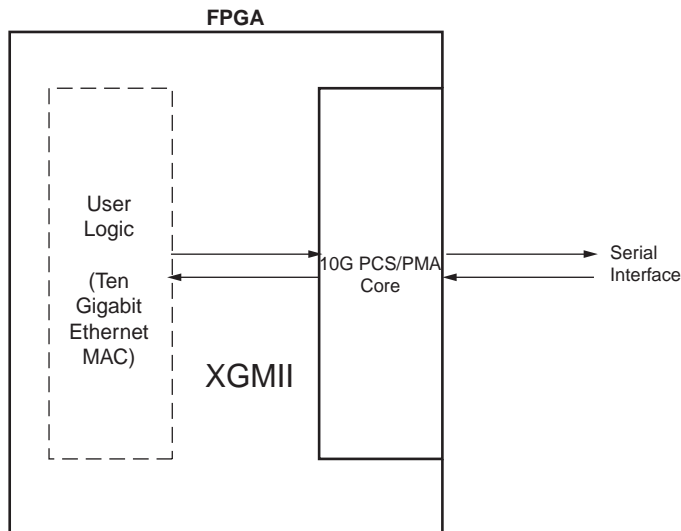 FPGA
User
Logic
(Ten
Gigabit
Ethernet
MAC)
XGMII
10G PCS/PMA
Core
Serial
Interface